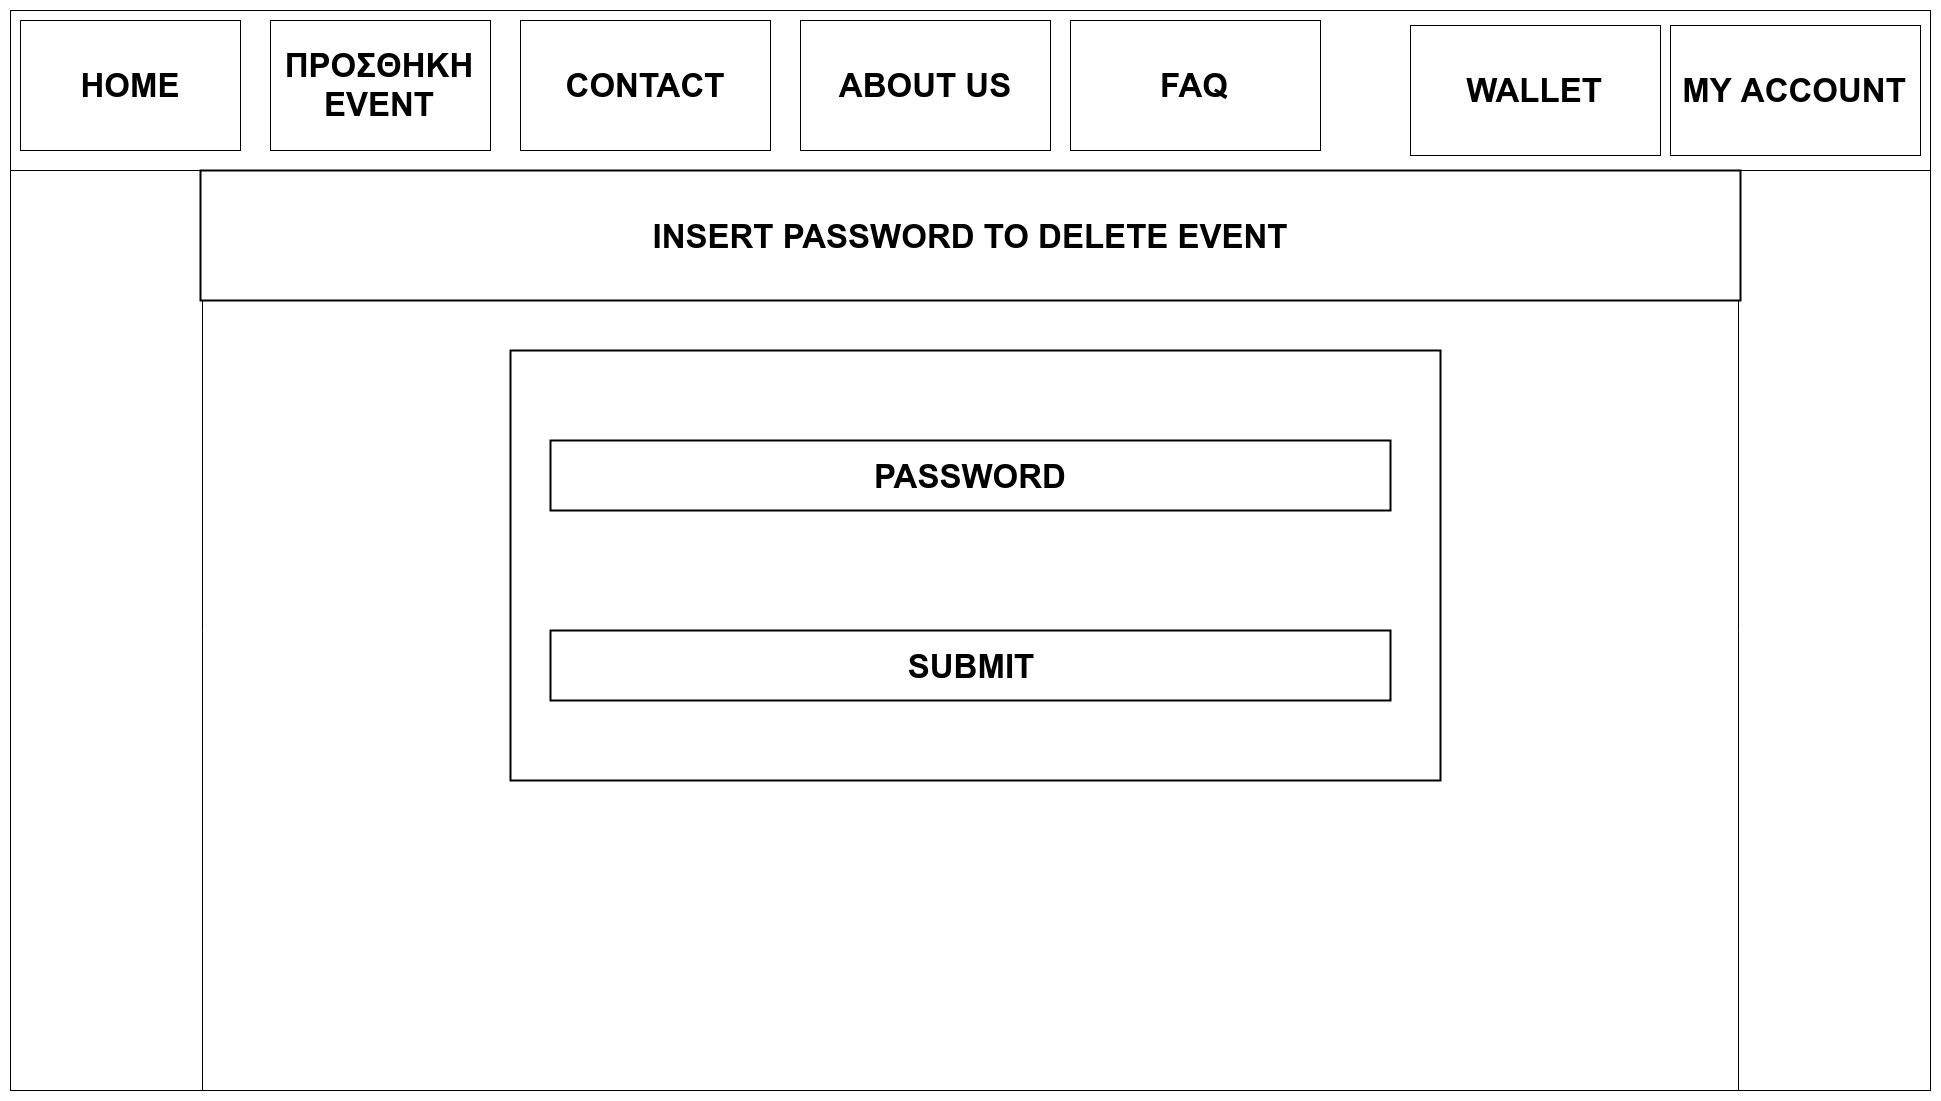 HOME
ΠΡΟΣΘΗΚΗ
EVENT
CONTACT
ABOUT US
FAQ
WALLET
MY ACCOUNT
INSERT PASSWORD TO DELETE EVENT
PASSWORD
SUBMIT